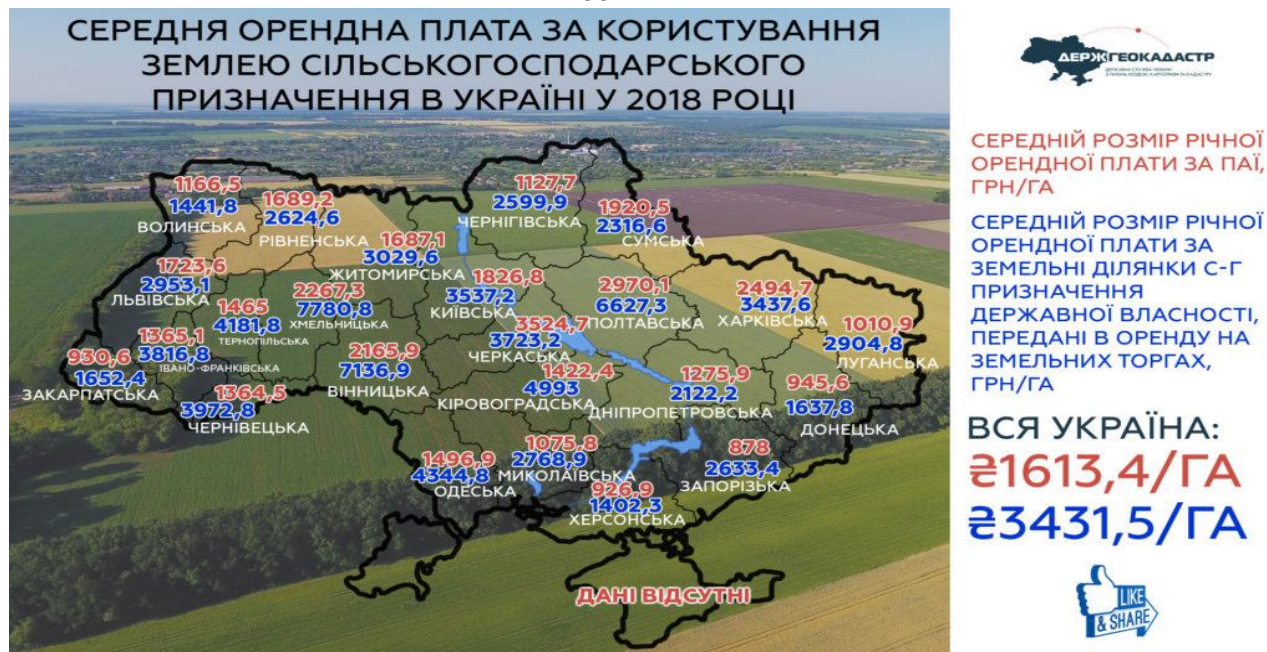 СЕРЕДНЯ ОРЕНДНА ПЛАТА ЗА КОРИСТУВАННЯ
ЗЕМЛЕЮ СІЛЬСЬКОГОСПОДАРСЬКОГО
ПРИЗНАЧЕННЯ В УКРАЇНІ У 2018 РОЦІ
1166,5
1441,8
ВОЛИНСЬКА
1689,2
2624,6
РІВНЕНСЬКА
1687,1
3029,6
ЖИТОМИРСЬКА
1127,7
2599,9
ЧЕРНІГІВСЬКА
1920,5
2316,6
СУМСЬКА
1723,6
2953,1
ЛЬВІВСЬКА
1465
4181,8
ТЕРНОПІЛЬСЬКА
2267,3
7780,8
ХМЕЛЬНИЦЬКА
1826,8
3537,2
КИЇВСЬКА
2970,1
6627,3
ПОЛТАВСЬКА
2494,7
3437,6
ХАРКІВСЬКА
1010,9
2904,8
ЛУГАНСЬКА
930,6
1652,4
ЗАКАРПАТСЬКА
1365,1
3816,8
ІВАНО-ФРАНКІВСЬКА
1364,5
3972,8
ЧЕРНІВЕЦЬКА
2165,9
7136,9
ВІННИЦЬКА
3524,7
3723,2
ЧЕРКАСЬКА
1422,4
4993
КІРОВОГРАДСЬКА
1275,9
2122,2
ДНІПРОПЕТРОВСЬКА
945,6
1637,8
ДОНЕЦЬКА
1496,9
4344,8
ОДЕСЬКА
1075,8
2768,9
МИКОЛАЇВСЬКА
926,9
1402,3
ХЕРСОНСЬКА
878
2633,4
ЗАПОРІЗЬКА
ДАНІ ВІДСУТНІ
ДЕРЖГЕОКАДАСТР
ДЕРЖАВНА СЛУЖБА УКРАЇНИ
З ПИТАНЬ ГЕОДЕЗІЇ, КАРТОГРАФІЇ ТА КАДАСТРУ
СЕРЕДНІЙ РОЗМІР РІЧНОЇ
ОРЕНДНОЇ ПЛАТИ ЗА ПАЇ,
ГРН/ГА
СЕРЕДНІЙ РОЗМІР РІЧНОЇ
ОРЕНДНОЇ ПЛАТИ ЗА
ЗЕМЕЛЬНІ ДІЛЯНКИ С-Г
ПРИЗНАЧЕННЯ
ДЕРЖАВНОЇ ВЛАСНОСТІ,
ПЕРЕДАНІ В ОРЕНДУ НА
ЗЕМЕЛЬНИХ ТОРГАХ,
ГРН/ГА
ВСЯ УКРАЇНА:
₴1613,4/ГА
₴3431,5/ГА
LIKE
& SHARE